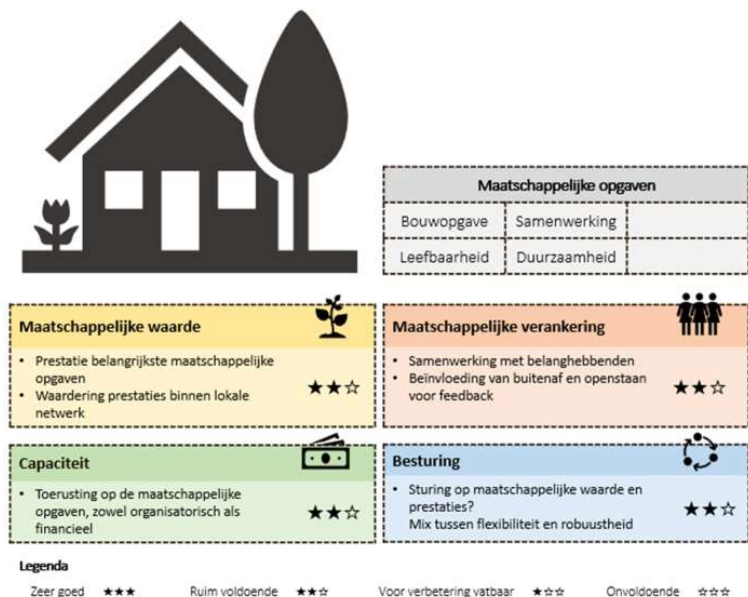 Maatschappelijke opgaven
Bouwopgave Samenwerking
Leefbaarheid Duurzaamheid
Maatschappelijke waarde
• Prestatie belangrijkste maatschappelijke
opgaven
• Waardering prestaties binnen lokale
netwerk
★★☆
Maatschappelijke verankering
• Samenwerking met belanghebbenden
• Beïnvloeding van buitenaf en openstaan
voor feedback
★★☆
Capaciteit
• Toerusting op de maatschappelijke
opgaven, zowel organisatorisch als
financieel
★★☆
Besturing
• Sturing op maatschappelijke waarde en
prestaties?
Mix tussen flexibiliteit en robuustheid
★★☆
Legenda
Zeer goed ★★★ Ruim voldoende ★★☆ Voor verbetering vatbaar ★☆☆ Onvoldoende ☆☆☆